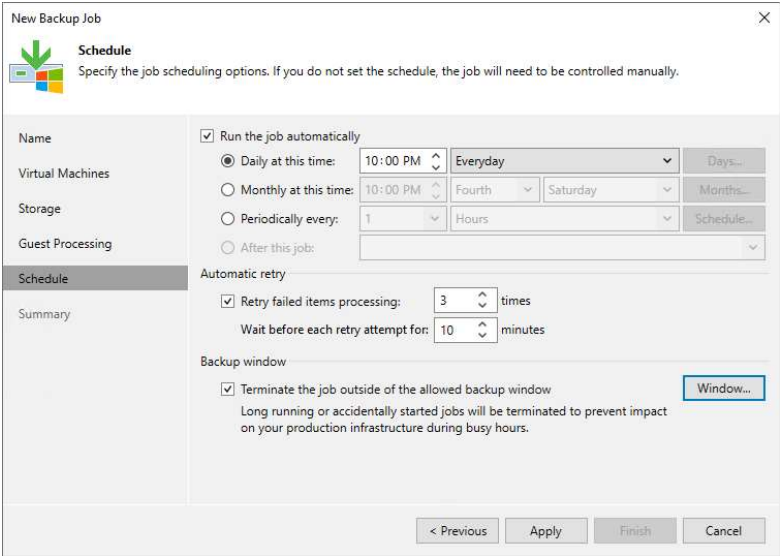 New Backup Job
Schedule
Specify the job scheduling options. If you do not set the schedule, the job will need to be controlled manually.
Name
Virtual Machines
Storage
Guest Processing
Schedule
Summary
Run the job automatically
Daily at this time: 10:00 PM Everyday Days...
Monthly at this time: 10:00 PM Fourth Saturday Months...
Periodically every: 1 Hours Schedule...
After this job:
Automatic retry
Retry failed items processing: 3 times
Wait before each retry attempt for: 10 minutes
Backup window
Terminate the job outside of the allowed backup window Window...
Long running or accidentally started jobs will be terminated to prevent impact
on your production infrastructure during busy hours.
< Previous Apply Finish Cancel